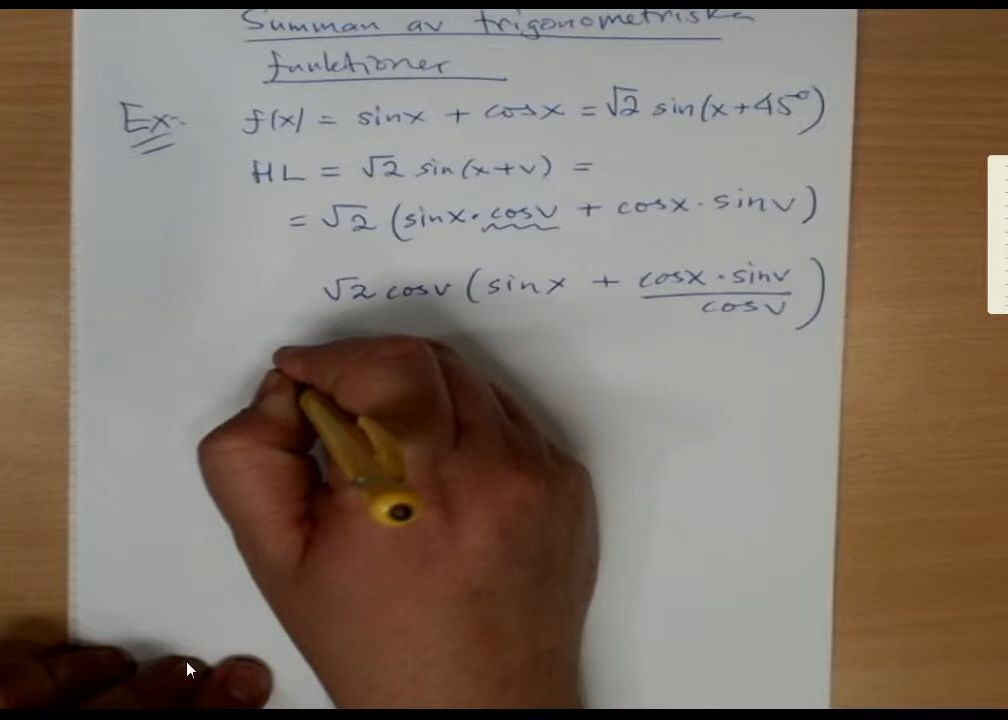 Summan av trigonometriska
funktioner
Ex: f(x) = sinx + cosx = √2 sin(x+45°)
HL = √2 sin(x+v) =
= √2 (sinx · cosv + cosx · sinv)
√2 cosv (sinx + cosx · sinv / cosv)